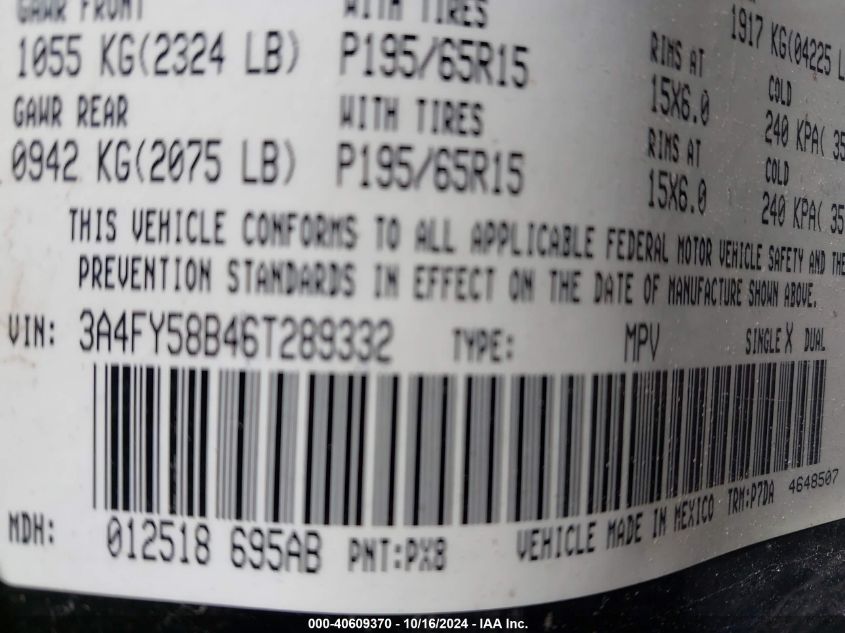 GAWR FRONT WITH TIRES
1055 KG(2324 LB) P195/65R15 RIMS AT 1917 KG(04225 L
15X6.0 COLD
GAWR REAR WITH TIRES 240 KPA( 35
0942 KG(2075 LB) P195/65R15 RIMS AT COLD
15X6.0 240 KPA( 35
THIS VEHICLE CONFORMS TO ALL APPLICABLE FEDERAL MOTOR VEHICLE SAFETY AND THE
PREVENTION STANDARDS IN EFFECT ON THE DATE OF MANUFACTURE SHOWN ABOVE.
VIN: 3A4FY58B46T289332 TYPE: MPV SINGLE X DUAL
MDH: 012518 695AB PNT:PX8 VEHICLE MADE IN MEXICO TRM:P7DA 4648507
000-40609370 - 10/16/2024 - IAA Inc.